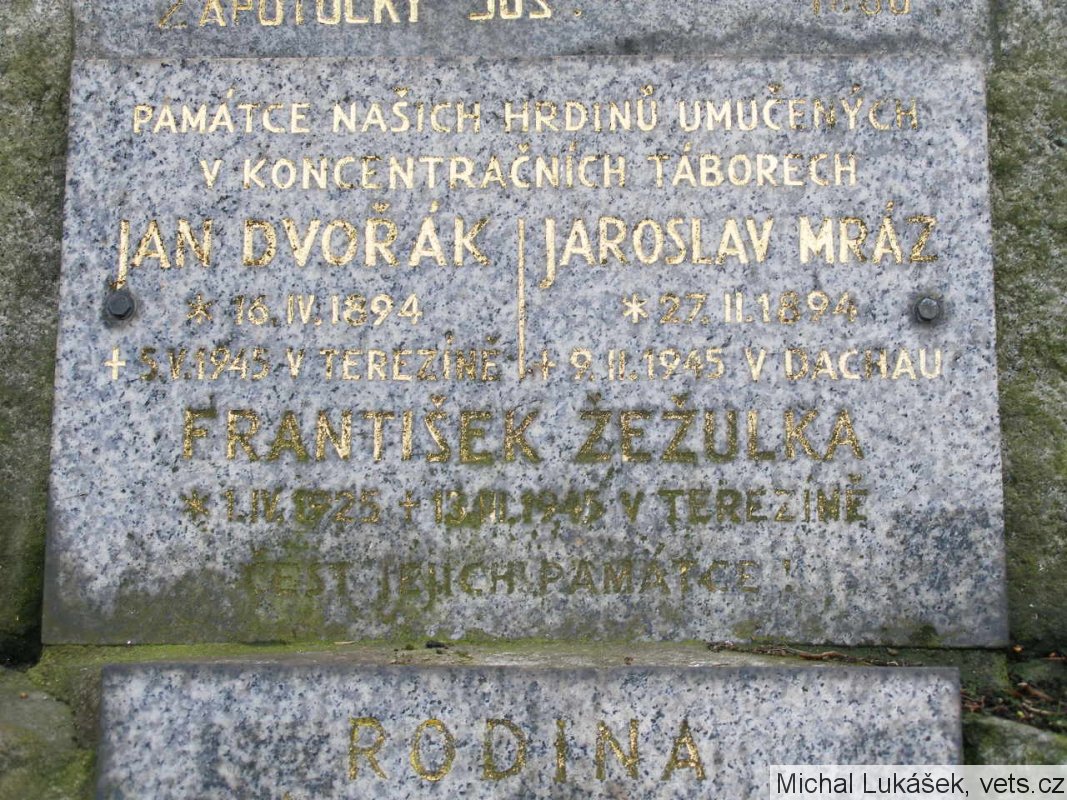 ZÁPOTOCKÝ JOS.
PAMÁTCE NAŠICH HRDINŮ UMUČENÝCH
V KONCENTRAČNÍCH TÁBORECH
JAN DVOŘÁK JAROSLAV MRÁZ
* 16.IV.1894 * 27.II.1894
+ 5.V.1945 V TEREZÍNĚ + 9.II.1945 V DACHAU
FRANTIŠEK ŽEŽULKA
* 1.IV.1925 + 1945 V TEREZÍNĚ
ČEST JEJICH PAMÁTCE !
RODINA
Michal Lukášek, vets.cz